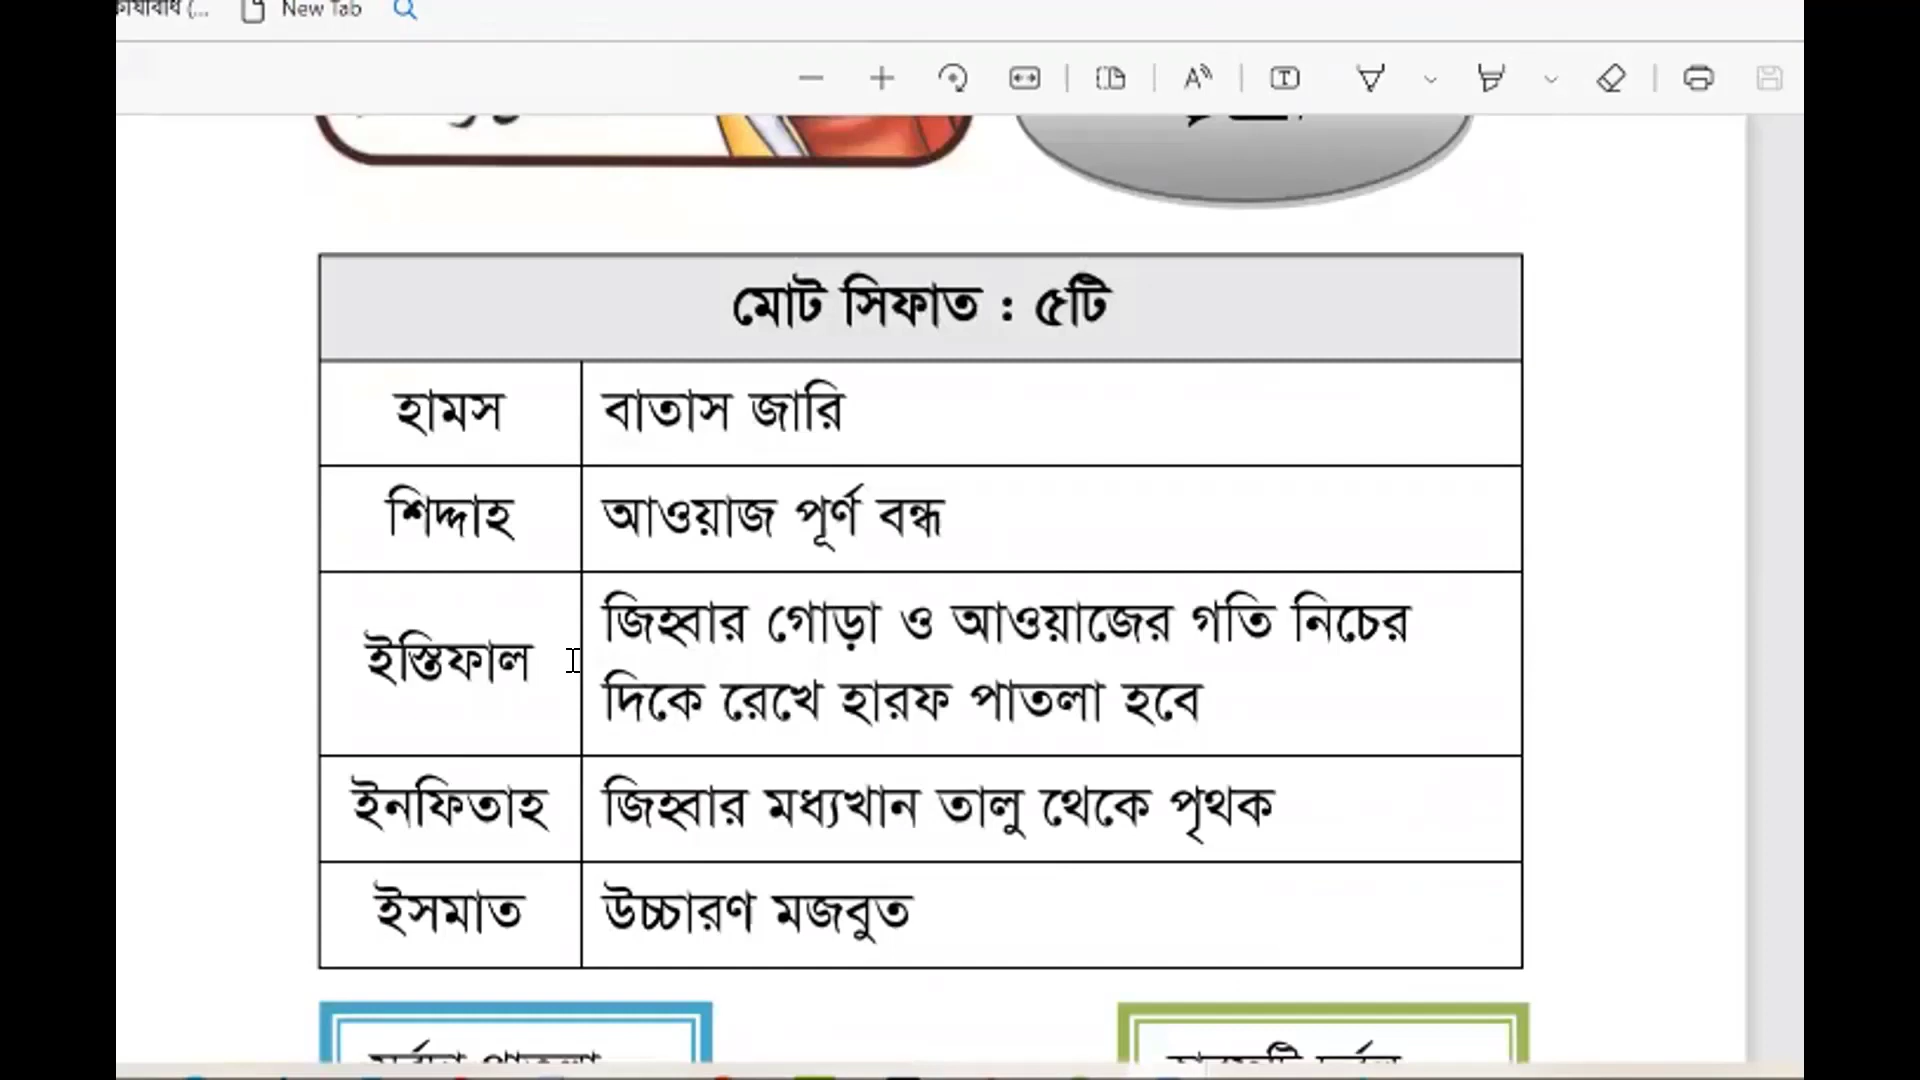 New Tab
মোট সিফাত : ৫টি
হামস
বাতাস জারি
শিদ্দাহ
আওয়াজ পূর্ণ বন্ধ
ইস্তিফাল
জিহ্বার গোড়া ও আওয়াজের গতি নিচের
দিকে রেখে হারফ পাতলা হবে
ইনফিতাহ
জিহ্বার মধ্যখান তালু থেকে পৃথক
ইসমাত
উচ্চারণ মজবুত